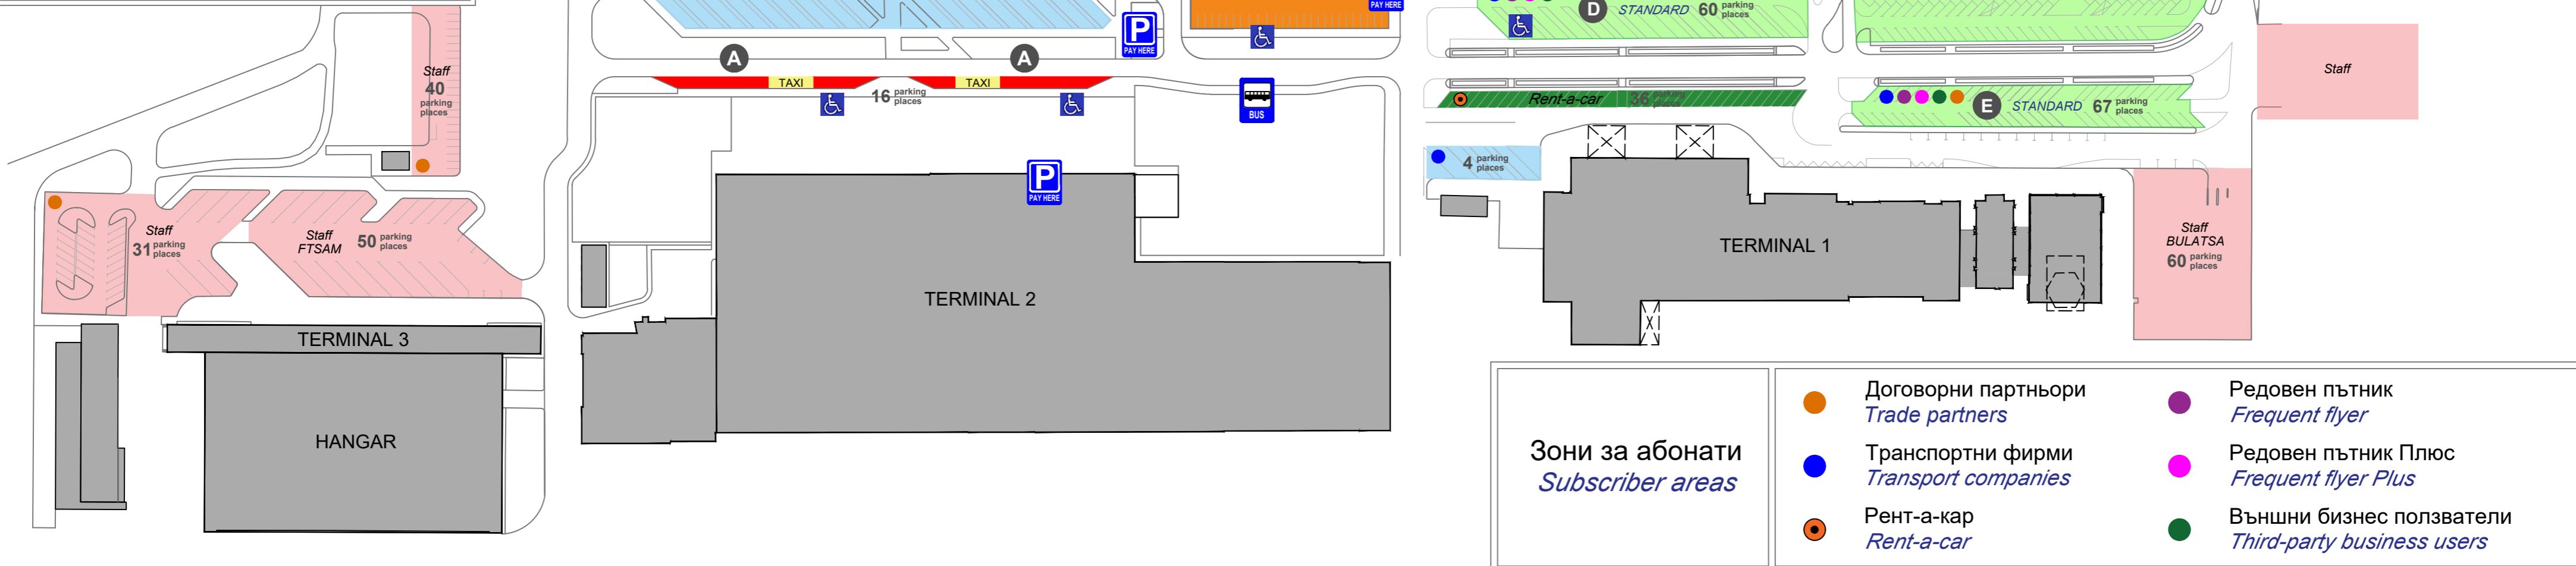 PAY HERE
D STANDARD 60 parking places
P
PAY HERE
A
A
TAXI
TAXI
16 parking places
BUS
Staff
40
parking
places
Rent-a-car 36 parking places
E STANDARD 67 parking places
Staff
4 parking places
P
PAY HERE
Staff
31 parking places
Staff
FTSAM
50 parking places
TERMINAL 3
HANGAR
TERMINAL 2
TERMINAL 1
Staff
BULATSA
60 parking places
Зони за абонати
Subscriber areas
Договорни партньори
Trade partners
Транспортни фирми
Transport companies
Рент-а-кар
Rent-a-car
Редовен пътник
Frequent flyer
Редовен пътник Плюс
Frequent flyer Plus
Външни бизнес ползватели
Third-party business users